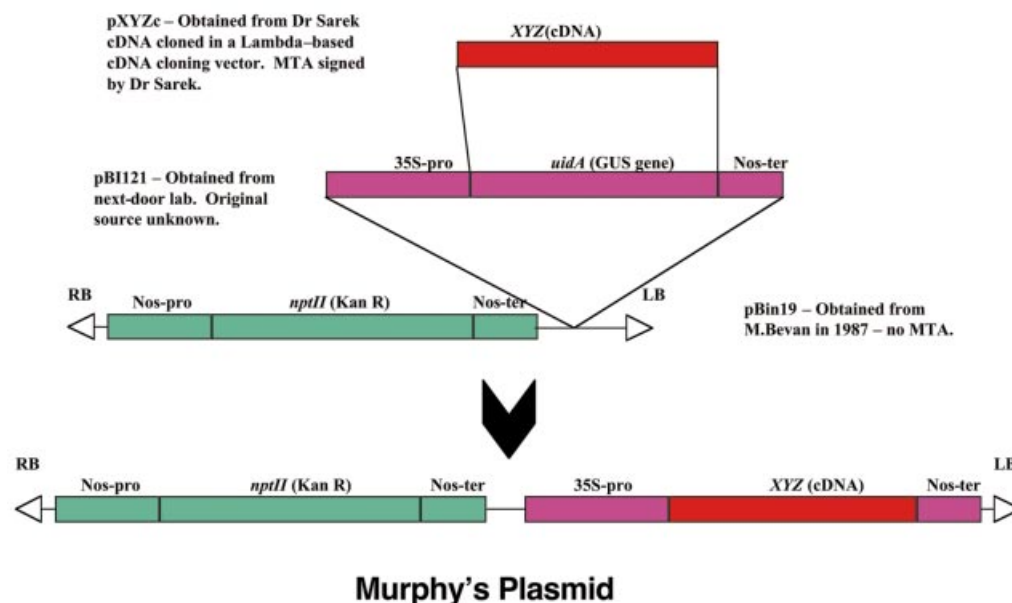 pXYZc – Obtained from Dr Sarek
cDNA cloned in a Lambda–based
cDNA cloning vector. MTA signed
by Dr Sarek.
XYZ(cDNA)
35S-pro uidA (GUS gene) Nos-ter
pBI121 – Obtained from
next-door lab. Original
source unknown.
RB Nos-pro nptII (Kan R) Nos-ter LB
pBin19 – Obtained from
M.Bevan in 1987 – no MTA.
RB LB
Nos-pro nptII (Kan R) Nos-ter 35S-pro XYZ (cDNA) Nos-ter
Murphy's Plasmid